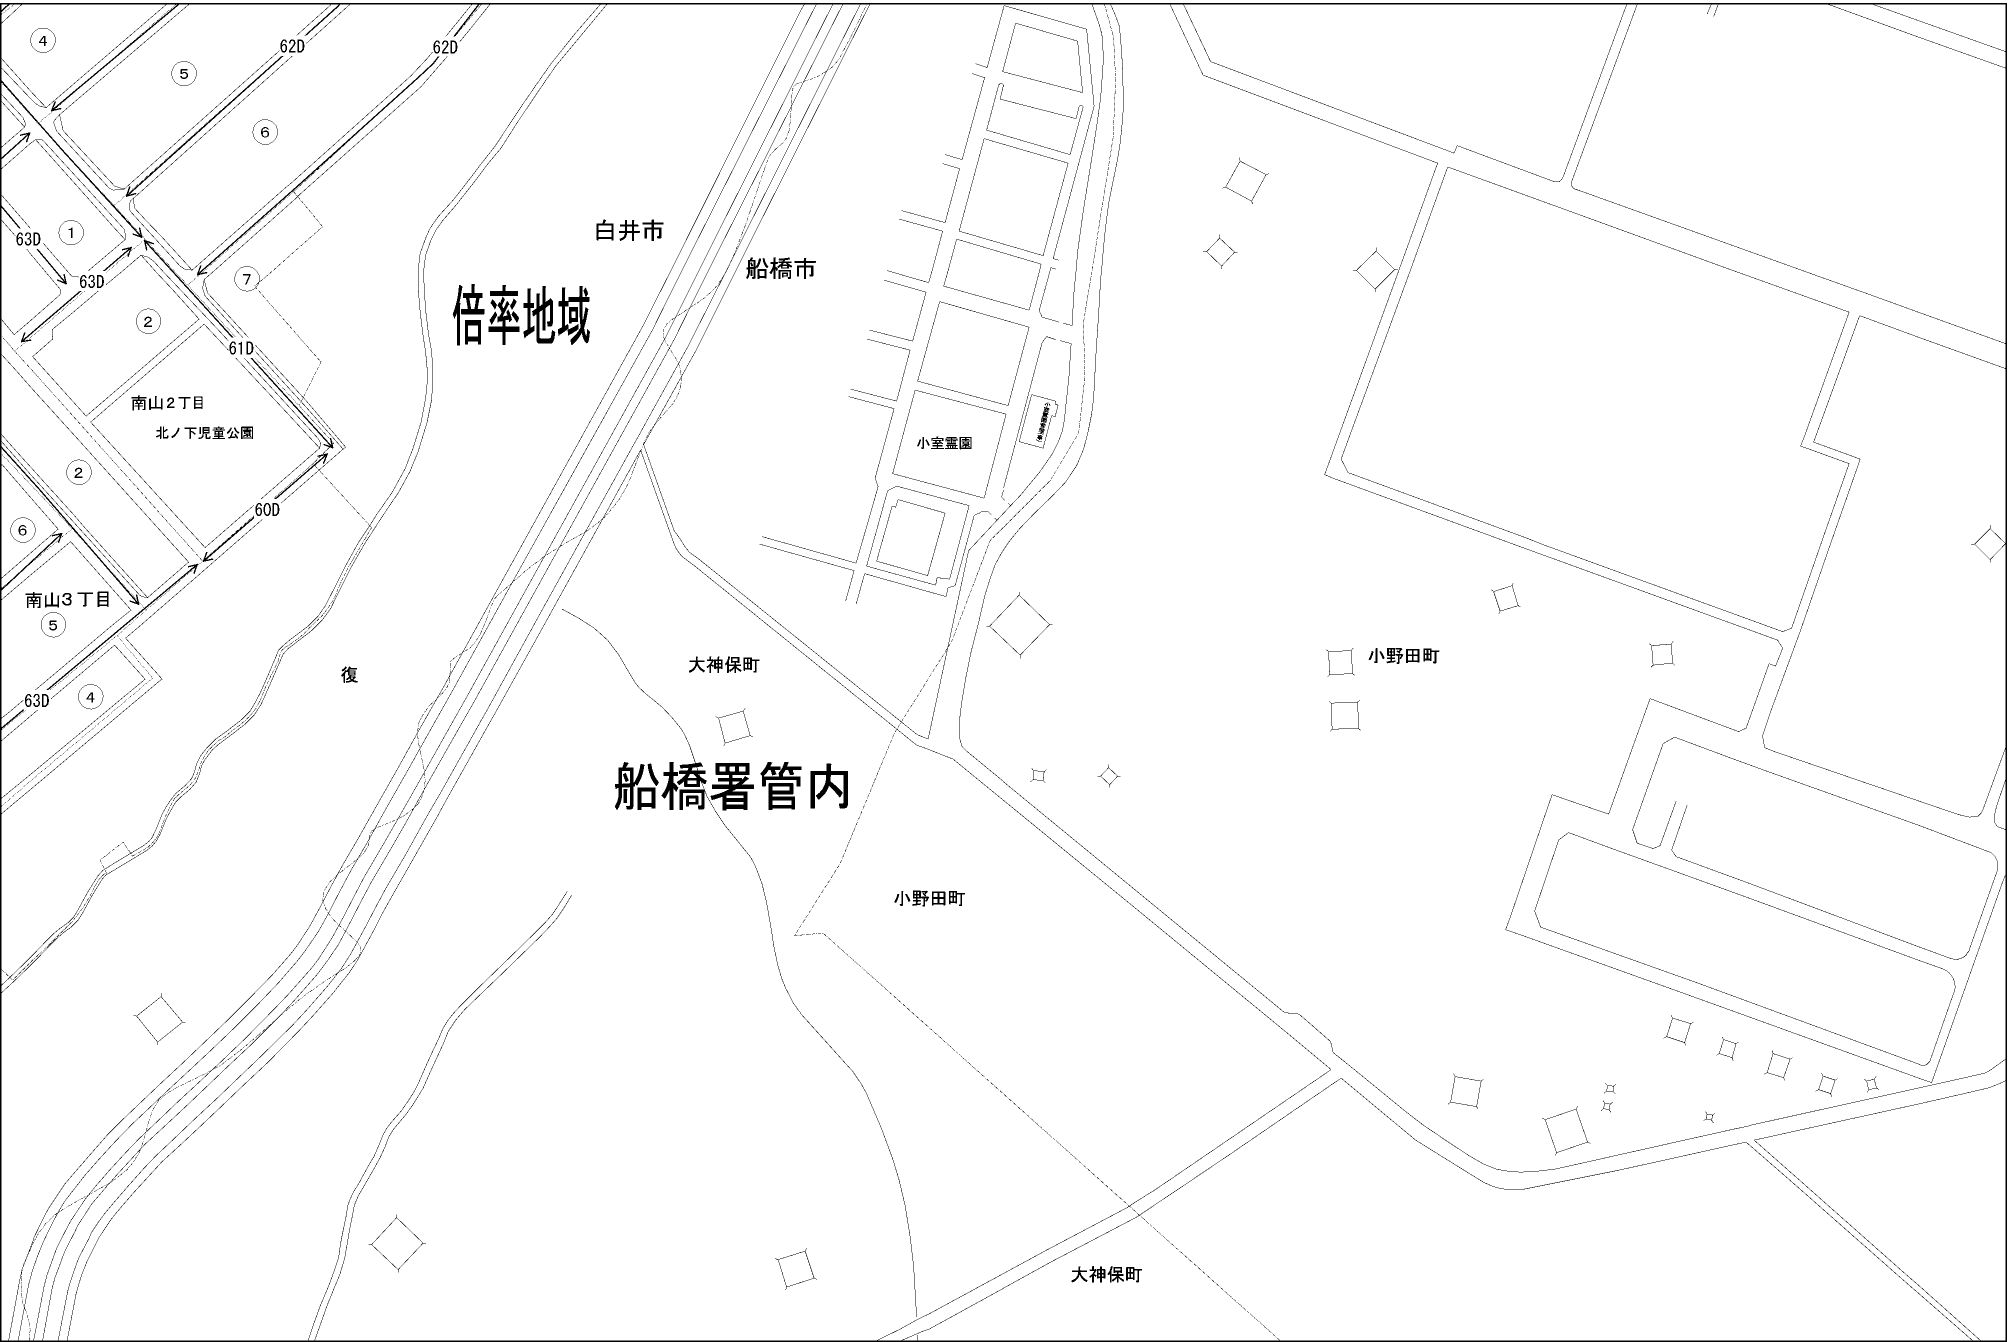 ④
62D
62D
⑤
⑥
白井市
①
63D
船橋市
⑦
63D
倍率地域
②
61D
南山2丁目
北ノ下児童公園
小室霊園
②
60D
⑥
南山3丁目
⑤
小野田町
大神保町
復
④
63D
船橋署管内
小野田町
大神保町